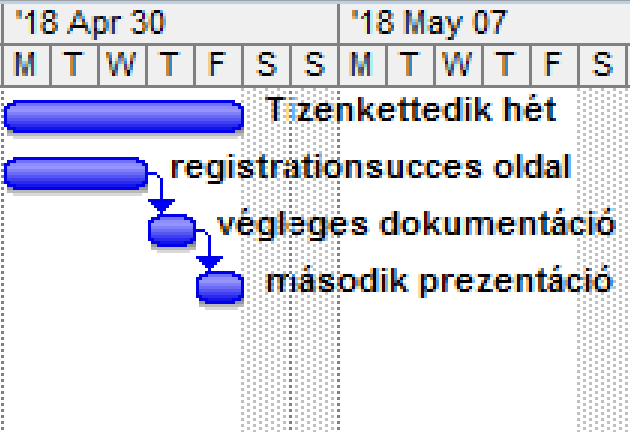 '18 Apr 30 '18 May 07
M T W T F S S M T W T F S
Tizenkettedik hét
registrationsucces oldal
végleges dokumentáció
második prezentáció